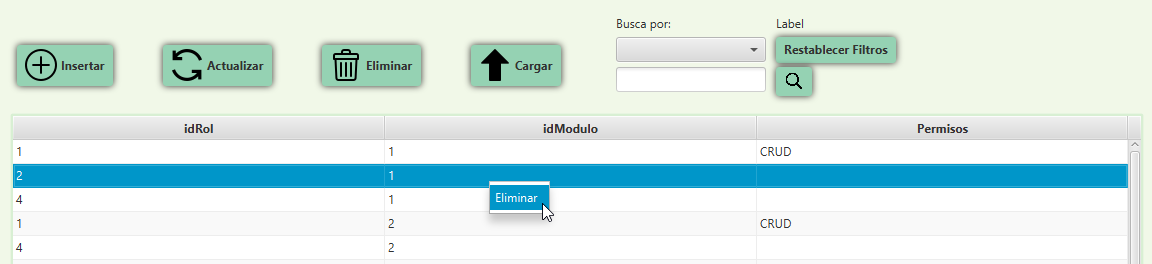 Busca por:
Label
Insertar
Actualizar
Eliminar
Cargar
Restablecer Filtros
idRol
idModulo
Permisos
1 1 CRUD
2 1
4 1
Eliminar
1 2 CRUD
4 2